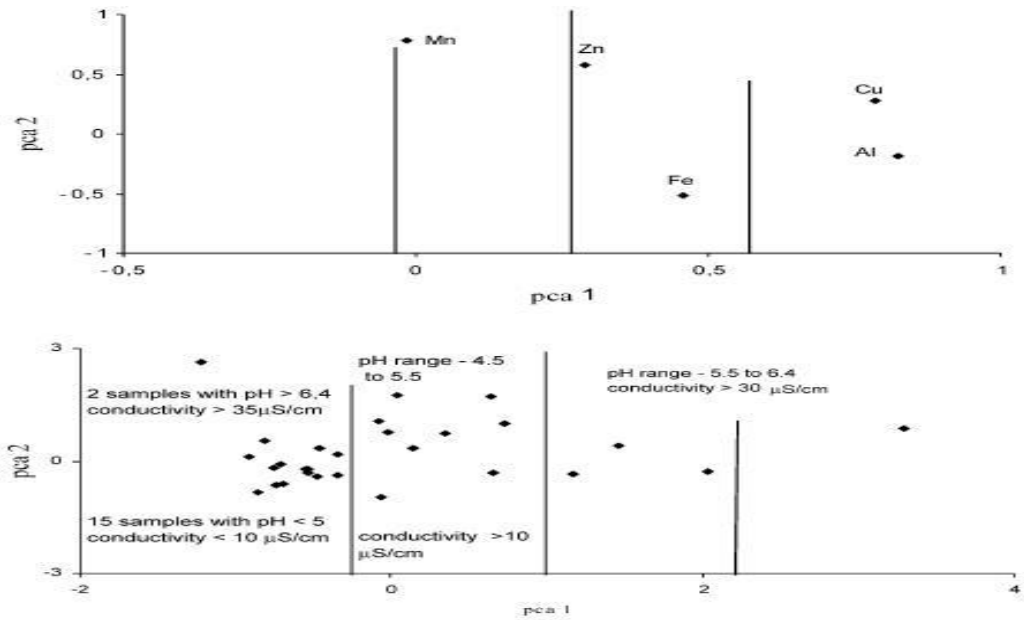 1
Mn
Zn
0,5
Cu
pca 2
0
Al
Fe
- 0,5
- 1
- 0,5
0
0,5
1
pca 1
3
pH range - 4.5
to 5.5
pH range - 5.5 to 6.4
conductivity > 30 µS/cm
2 samples with pH > 6,4
conductivity > 35µS/cm
pca 2
0
15 samples with pH < 5
conductivity < 10 µS/cm
conductivity >10
µS/cm
-3
-2
0
2
4
pca 1